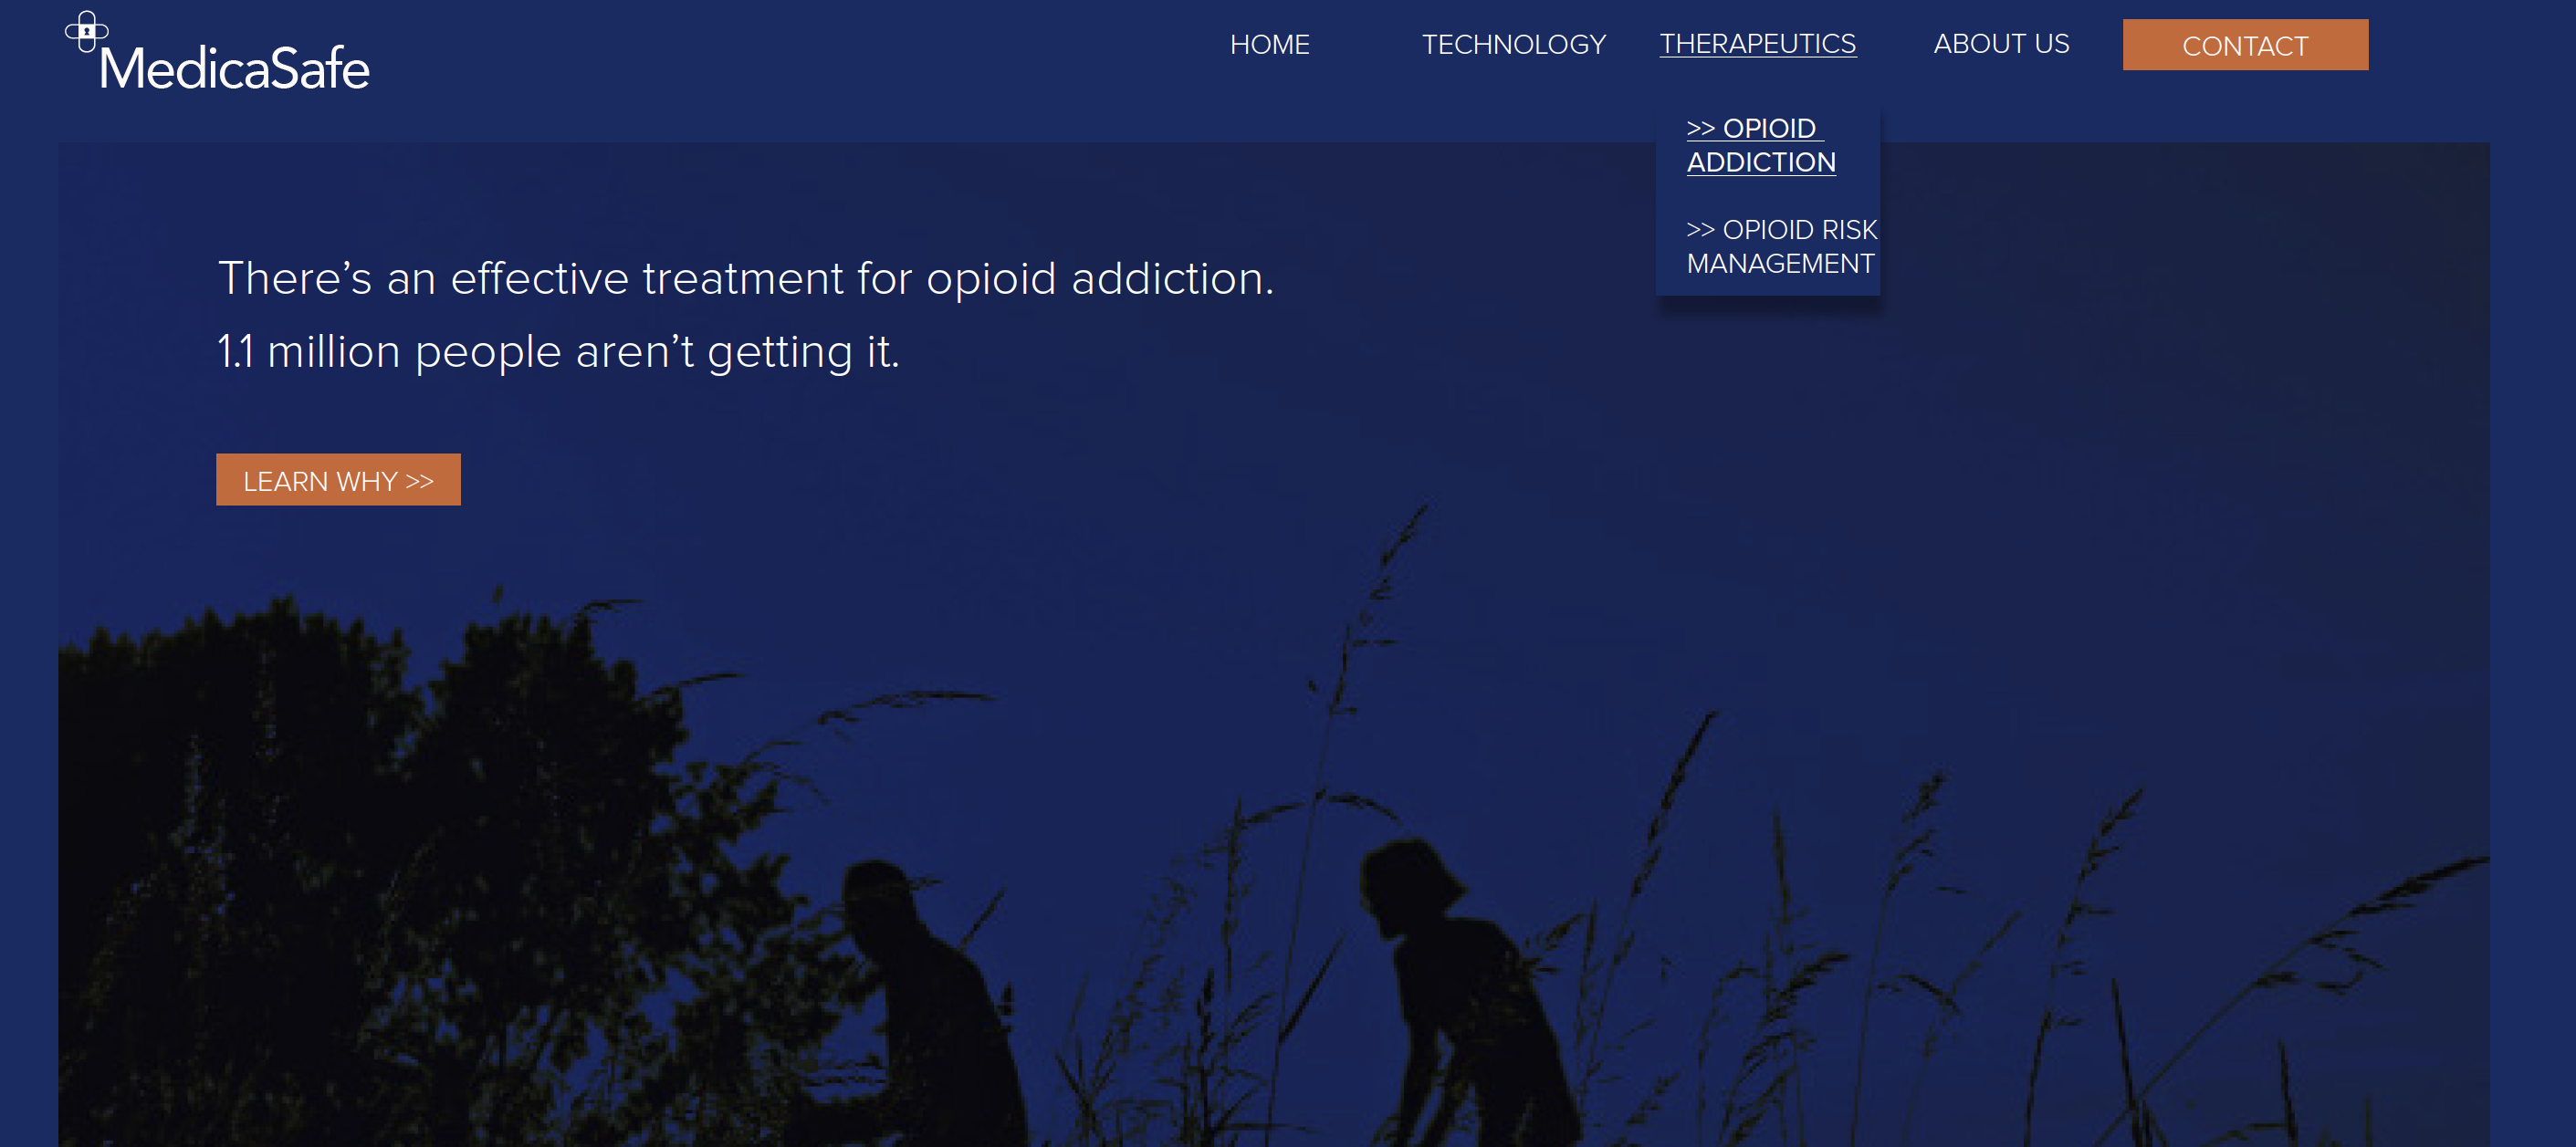 MedicaSafe
HOME
TECHNOLOGY
THERAPEUTICS
ABOUT US
CONTACT
>> OPIOID
ADDICTION
>> OPIOID RISK
MANAGEMENT
There’s an effective treatment for opioid addiction.
1.1 million people aren’t getting it.
LEARN WHY >>